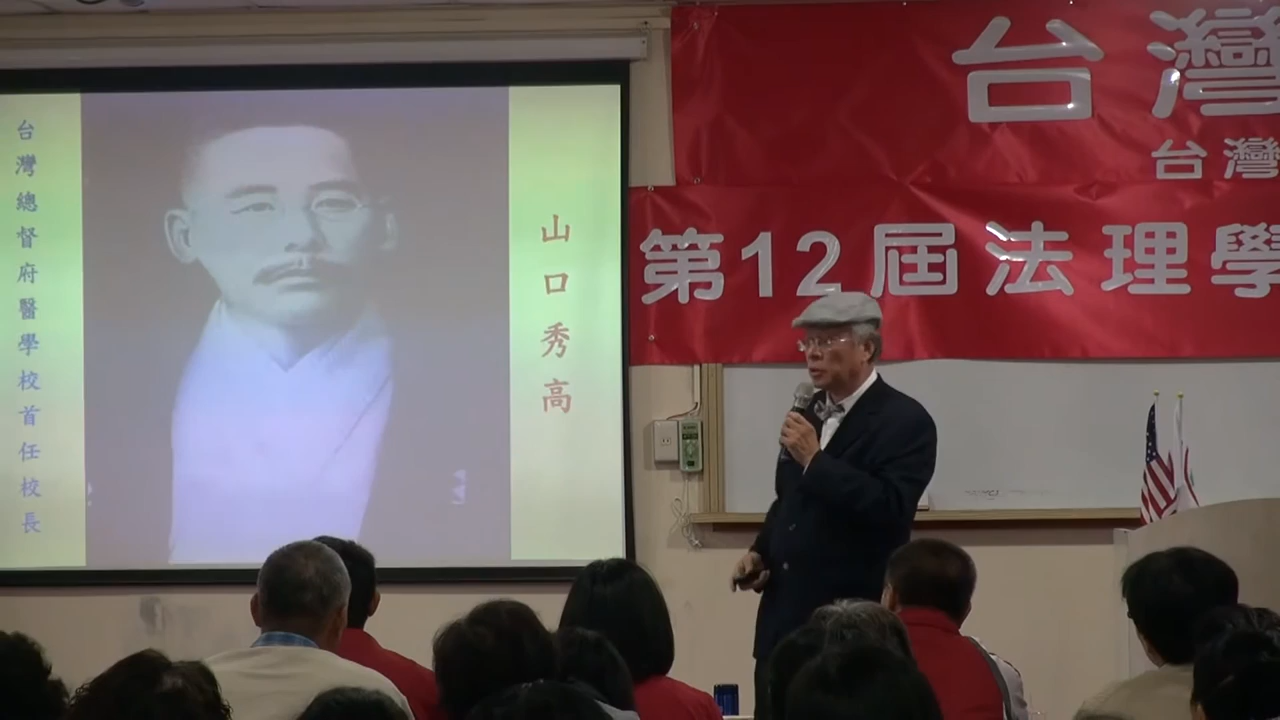 台灣總督府醫學校首任校長
山口秀高
台灣
台灣
第12屆法理學